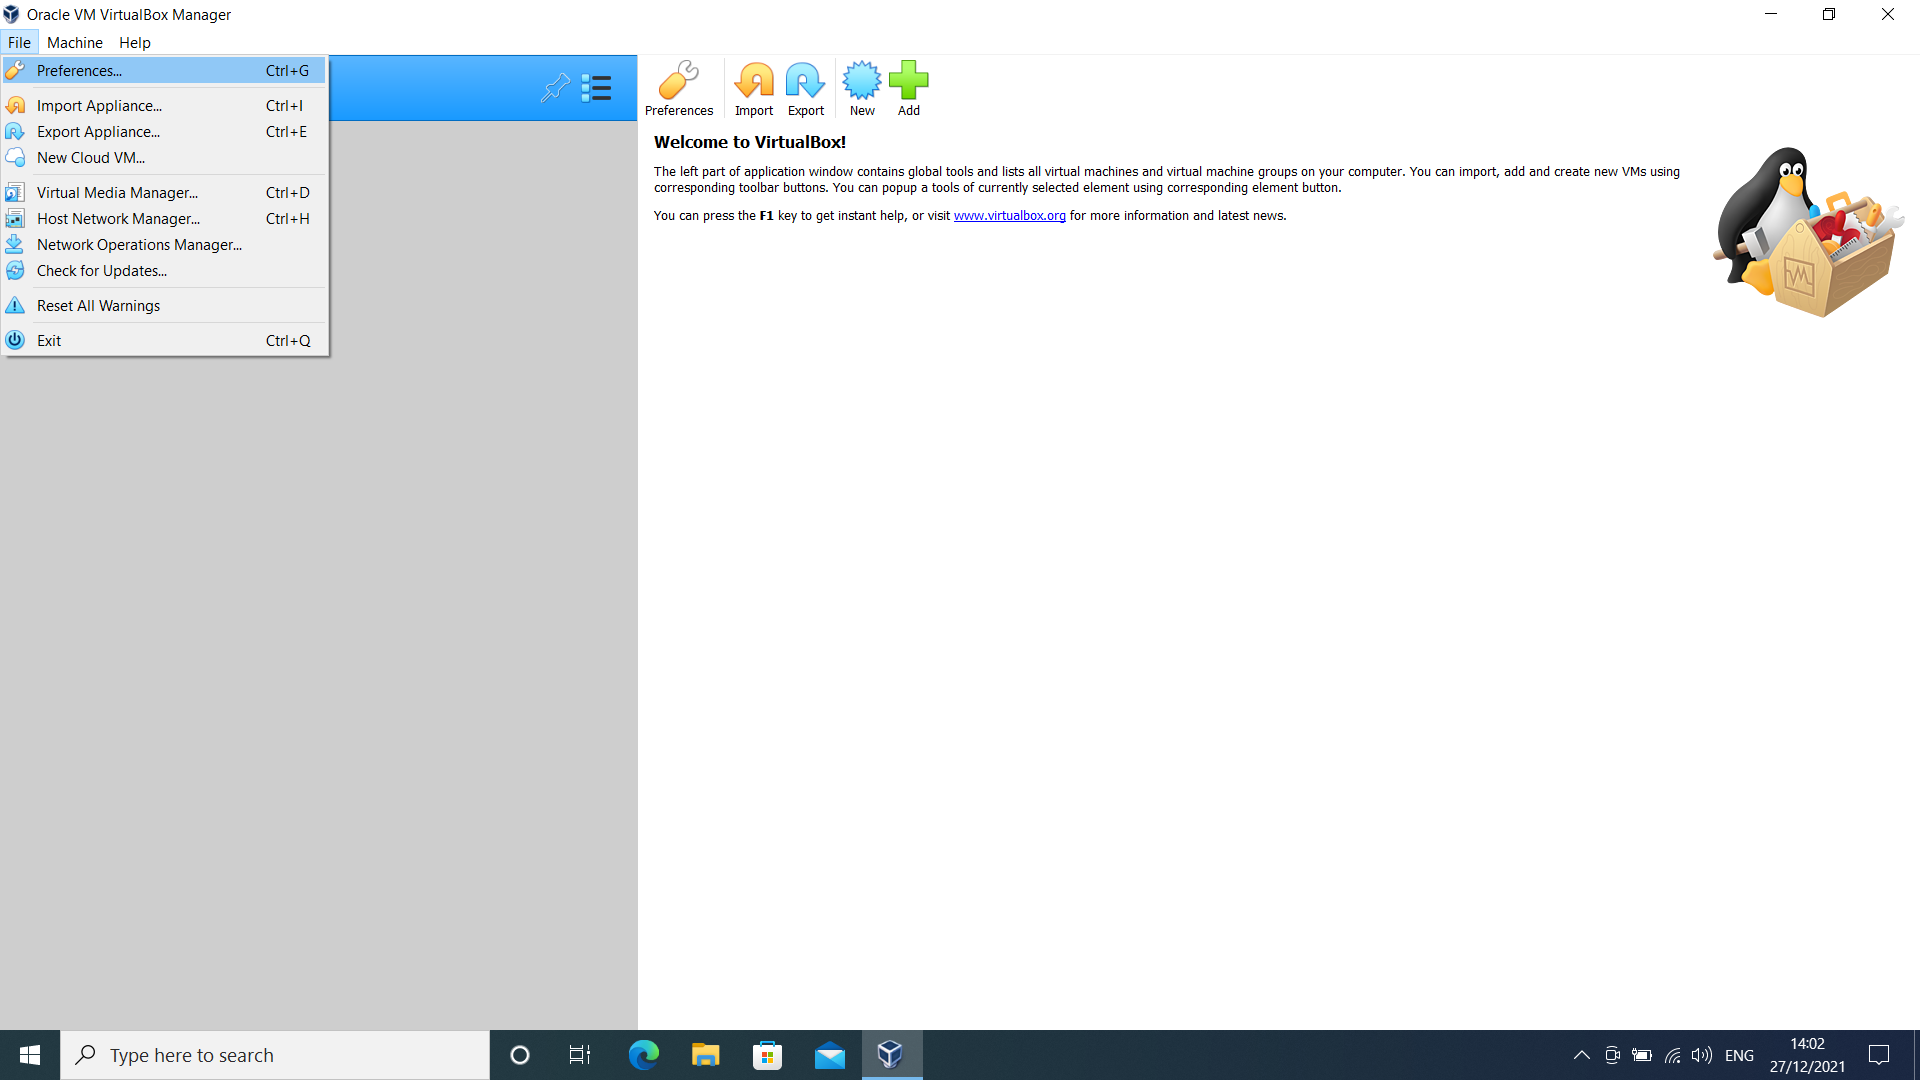 Oracle VM VirtualBox Manager
File Machine Help
Preferences... Ctrl+G
Import Appliance... Ctrl+I
Export Appliance... Ctrl+E
New Cloud VM...
Virtual Media Manager... Ctrl+D
Host Network Manager... Ctrl+H
Network Operations Manager...
Check for Updates...
Reset All Warnings
Exit Ctrl+Q
Preferences Import Export New Add
Welcome to VirtualBox!
The left part of application window contains global tools and lists all virtual machines and virtual machine groups on your computer. You can import, add and create new VMs using
corresponding toolbar buttons. You can popup a tools of currently selected element using corresponding element button.
You can press the F1 key to get instant help, or visit www.virtualbox.org for more information and latest news.
Type here to search
ENG
14:02
27/12/2021